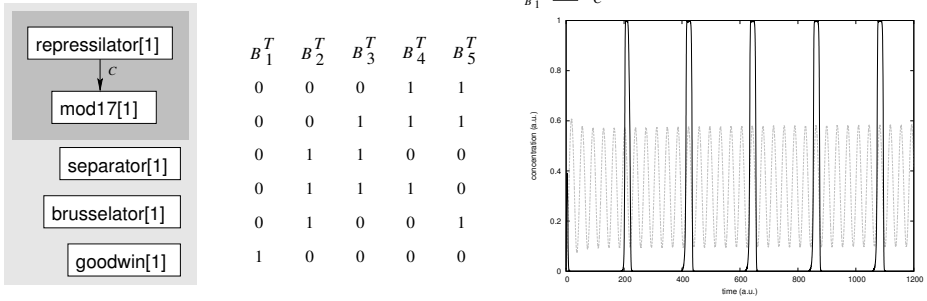 repressilator[1]
C
mod17[1]
separator[1]
brusselator[1]
goodwin[1]
B₁ᵀ B₂ᵀ B₃ᵀ B₄ᵀ B₅ᵀ
0 0 0 1 1
0 0 1 1 1
0 1 1 0 0
0 1 1 1 0
0 1 0 0 1
1 0 0 0 0
B₁ C
concentration (a.u.)
1
0.8
0.6
0.4
0.2
0
0 200 400 600 800 1000 1200
time (a.u.)